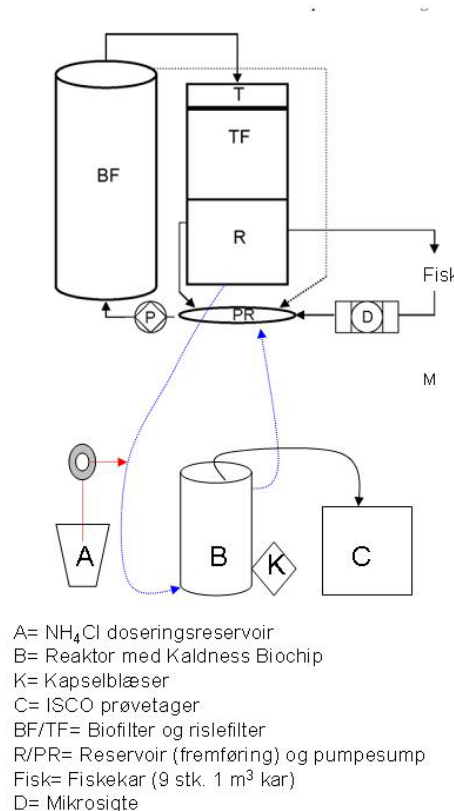 T
TF
BF
R
Fisk
P
PR
D
M
A
B
K
C
A= NH₄Cl doseringsreservoir
B= Reaktor med Kaldness Biochip
K= Kapselblæser
C= ISCO prøvetager
BF/TF= Biofilter og rislefilter
R/PR= Reservoir (fremføring) og pumpesump
Fisk= Fiskekar (9 stk. 1 m³ kar)
D= Mikrosigte